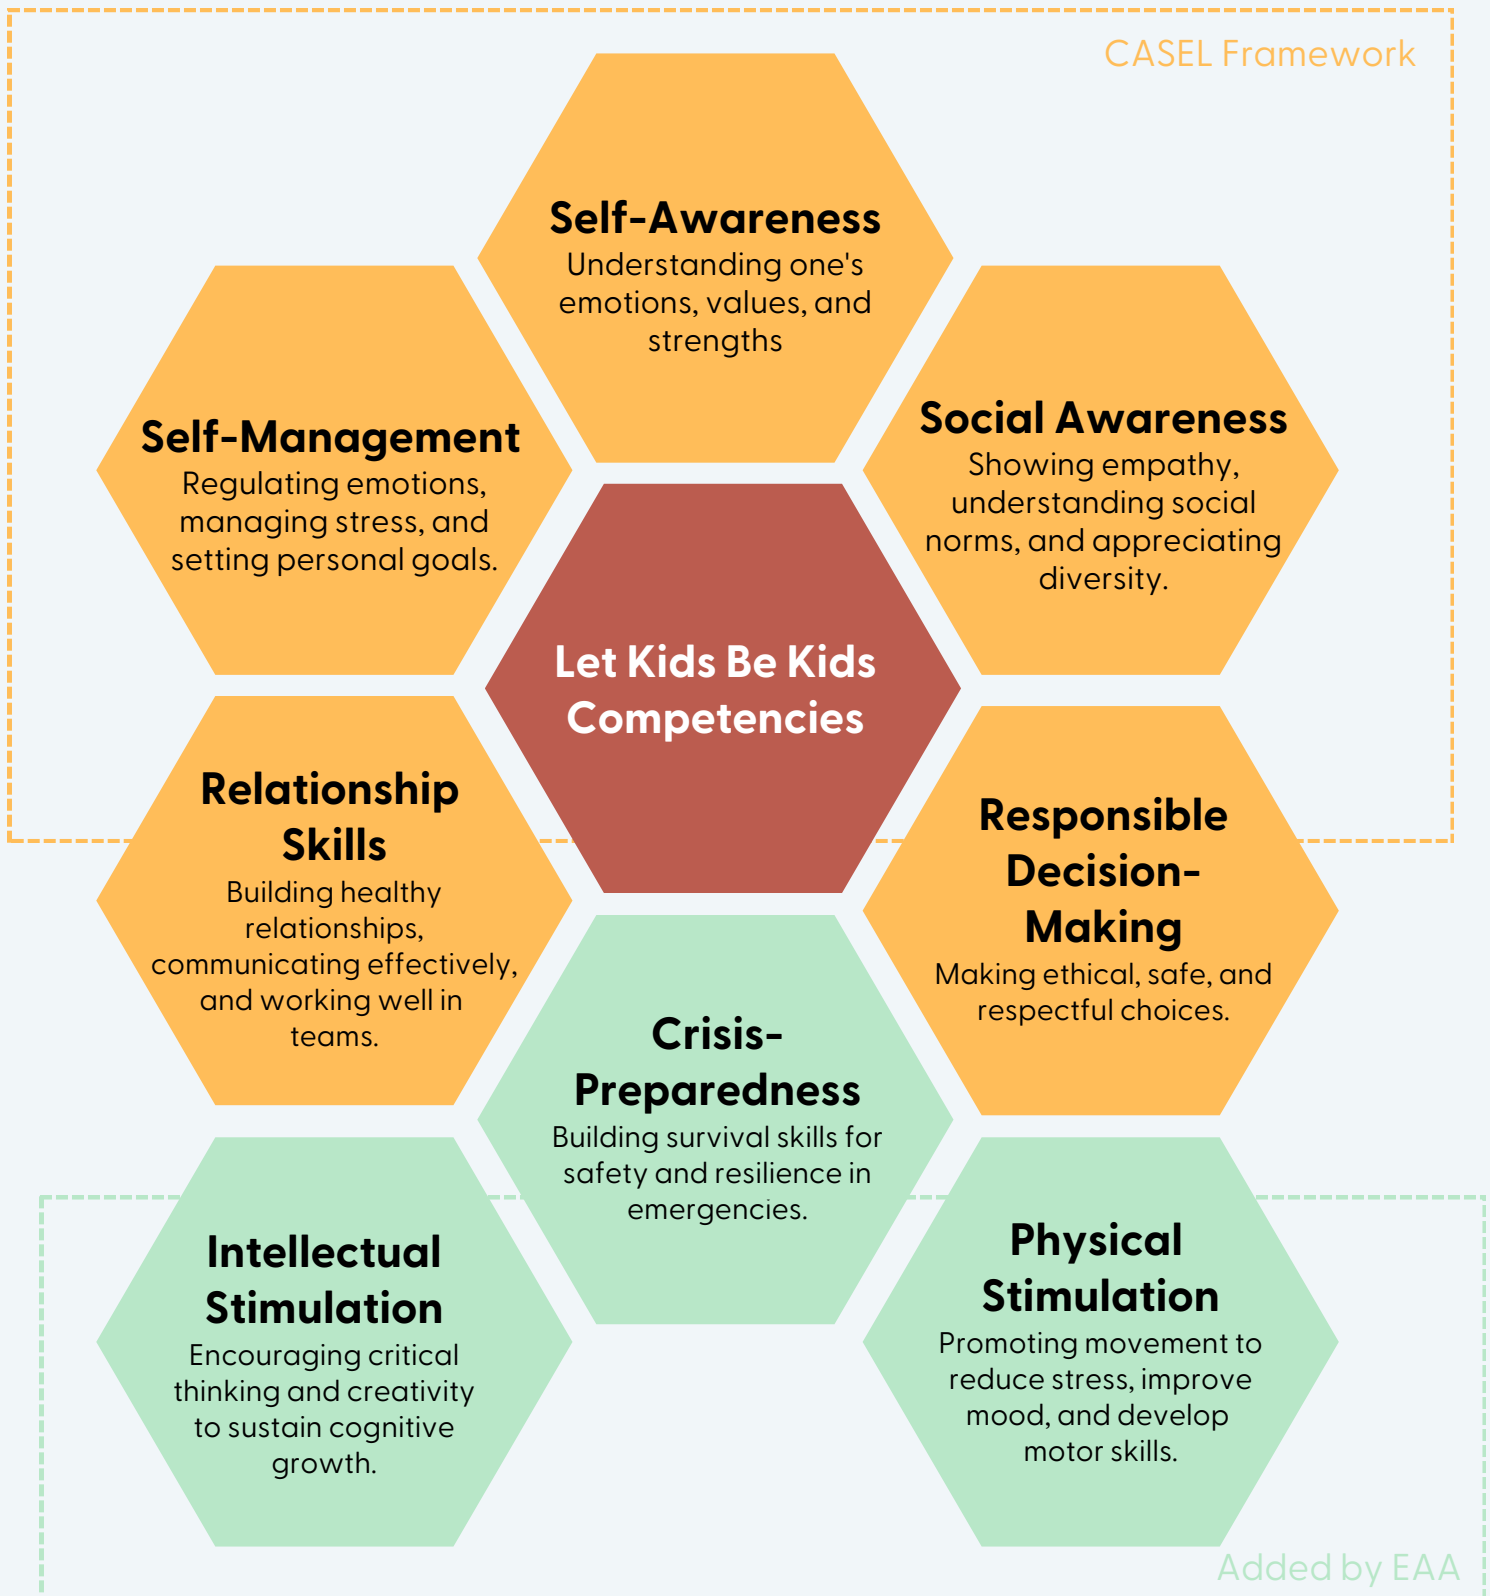 CASEL Framework
Self-Awareness
Understanding one's
emotions, values, and
strengths
Self-Management
Regulating emotions,
managing stress, and
setting personal goals.
Social Awareness
Showing empathy,
understanding social
norms, and appreciating
diversity.
Let Kids Be Kids
Competencies
Relationship
Skills
Building healthy
relationships,
communicating effectively,
and working well in
teams.
Responsible
Decision-
Making
Making ethical, safe, and
respectful choices.
Crisis-
Preparedness
Building survival skills for
safety and resilience in
emergencies.
Intellectual
Stimulation
Encouraging critical
thinking and creativity
to sustain cognitive
growth.
Physical
Stimulation
Promoting movement to
reduce stress, improve
mood, and develop
motor skills.
Added by EAA